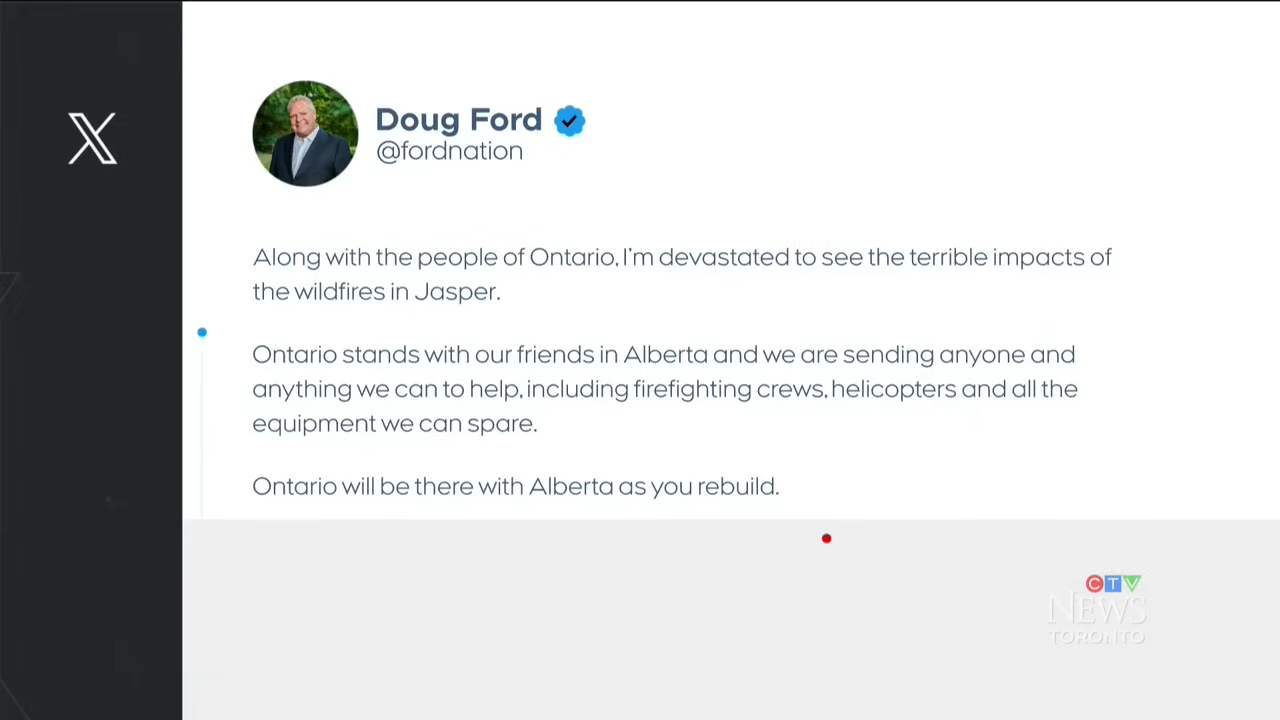 Doug Ford
@fordnation
Along with the people of Ontario, I'm devastated to see the terrible impacts of
the wildfires in Jasper.
Ontario stands with our friends in Alberta and we are sending anyone and
anything we can to help, including firefighting crews, helicopters and all the
equipment we can spare.
Ontario will be there with Alberta as you rebuild.
CTV
NEWS
TORONTO